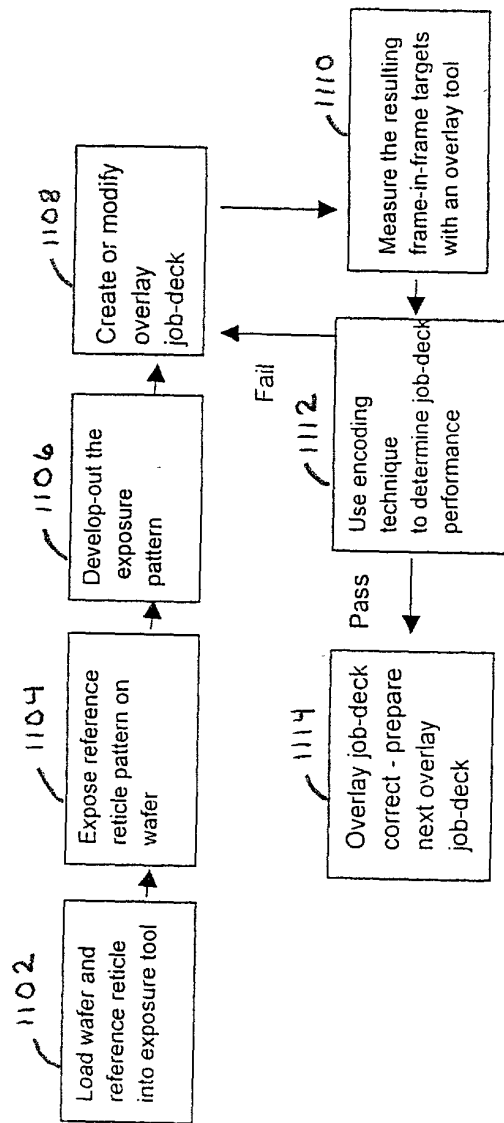 1102
Load wafer and
reference reticle
into exposure tool
1104
Expose reference
reticle pattern on
wafer
1106
Develop-out the
exposure
pattern
1108
Create or modify
overlay
job-deck
1110
Measure the resulting
frame-in-frame targets
with an overlay tool
1112
Use encoding
technique
to determine job-deck
performance
Fail
Pass
1114
Overlay job-deck
correct - prepare
next overlay
job-deck